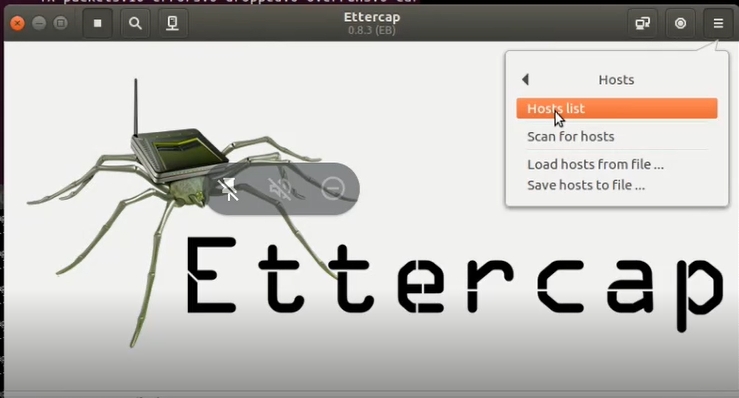 Ettercap
0.8.3 (EB)
Hosts
Hosts list
Scan for hosts
Load hosts from file ...
Save hosts to file ...
Ettercap